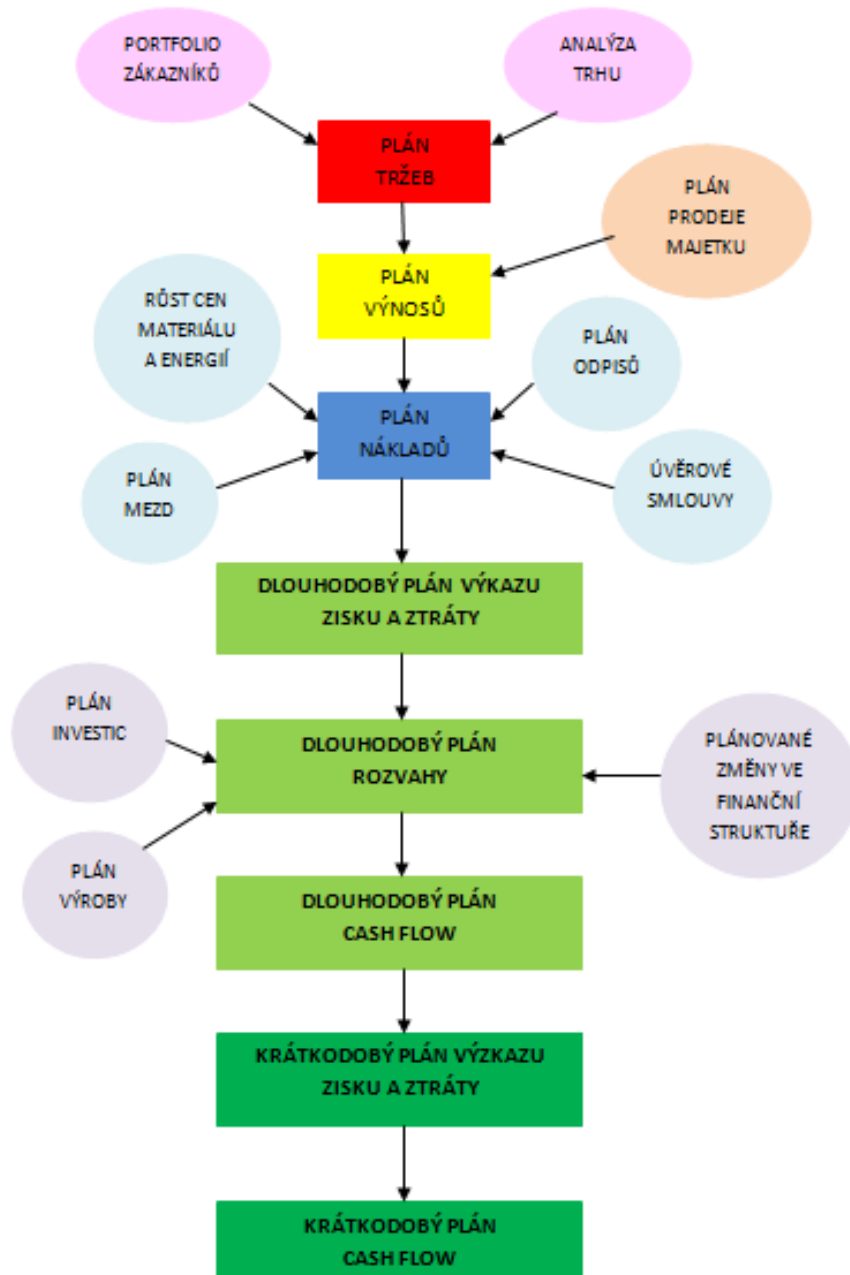 PORTFOLIO
ZÁKAZNÍKŮ
ANALÝZA
TRHU
PLÁN
TRŽEB
PLÁN
PRODEJE
MAJETKU
PLÁN
VÝNOSŮ
RŮST CEN
MATERIÁLU
A ENERGIÍ
PLÁN
ODPISŮ
PLÁN
NÁKLADŮ
PLÁN
MEZD
ÚVĚROVÉ
SMLOUVY
DLOUHODOBÝ PLÁN VÝKAZU
ZISKU A ZTRÁTY
PLÁN
INVESTIC
DLOUHODOBÝ PLÁN
ROZVAHY
PLÁNOVANÉ
ZMĚNY VE
FINANČNÍ
STRUKTUŘE
PLÁN
VÝROBY
DLOUHODOBÝ PLÁN
CASH FLOW
KRÁTKODOBÝ PLÁN VÝZKAZU
ZISKU A ZTRÁTY
KRÁTKODOBÝ PLÁN
CASH FLOW